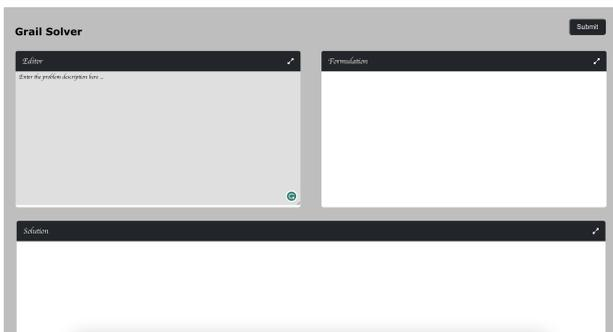 Grail Solver
Submit
Editor
Formulation
Enter the problem description here ...
Solution